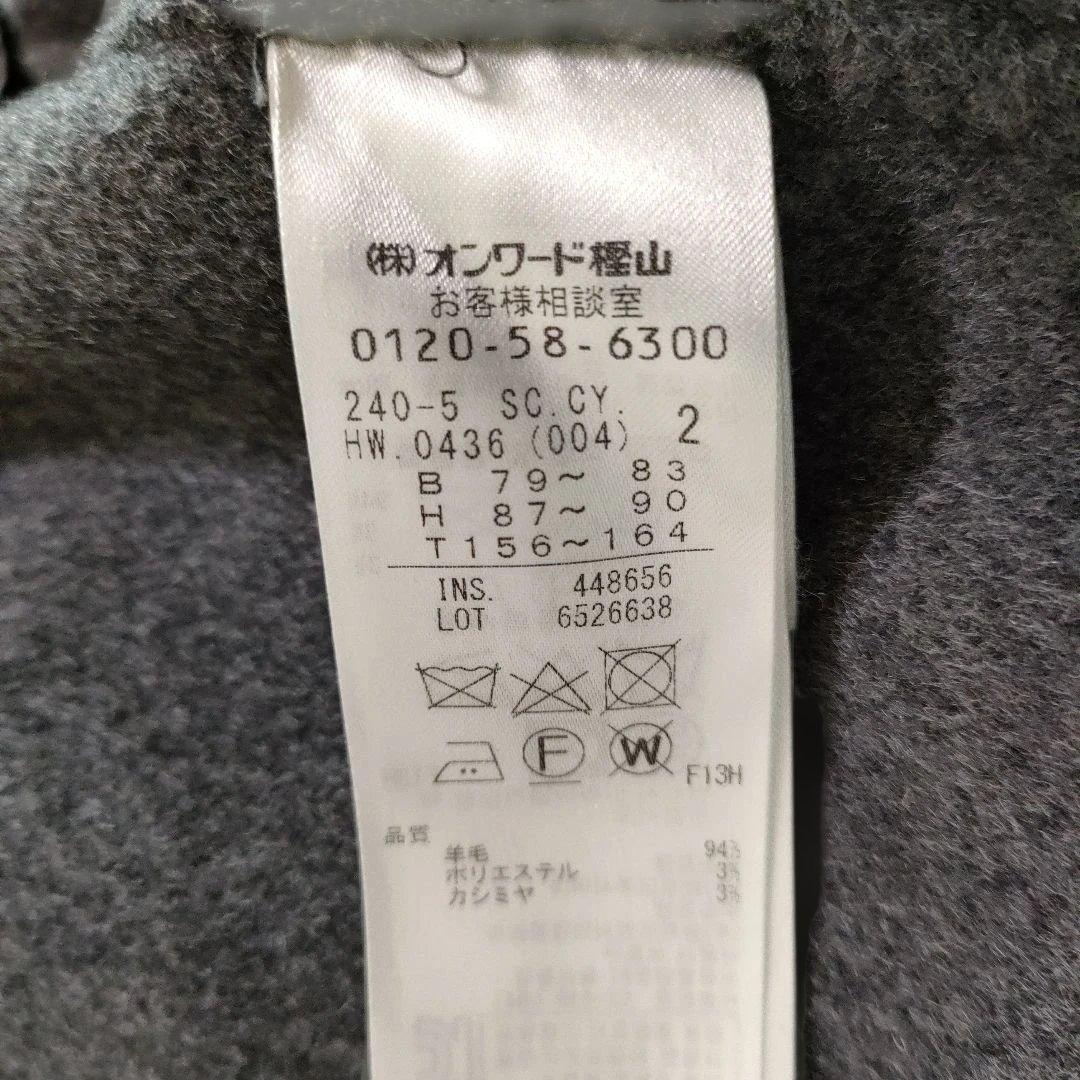 ㈱オンワード樫山
お客様相談室
0120-58-6300
240-5 SC.CY.
HW.0436 (004) 2
B 79～ 83
H 87～ 90
T156～164
INS. 448656
LOT 6526638
F
W
F13H
品質
羊毛 94%
ポリエステル 3%
カシミヤ 3%